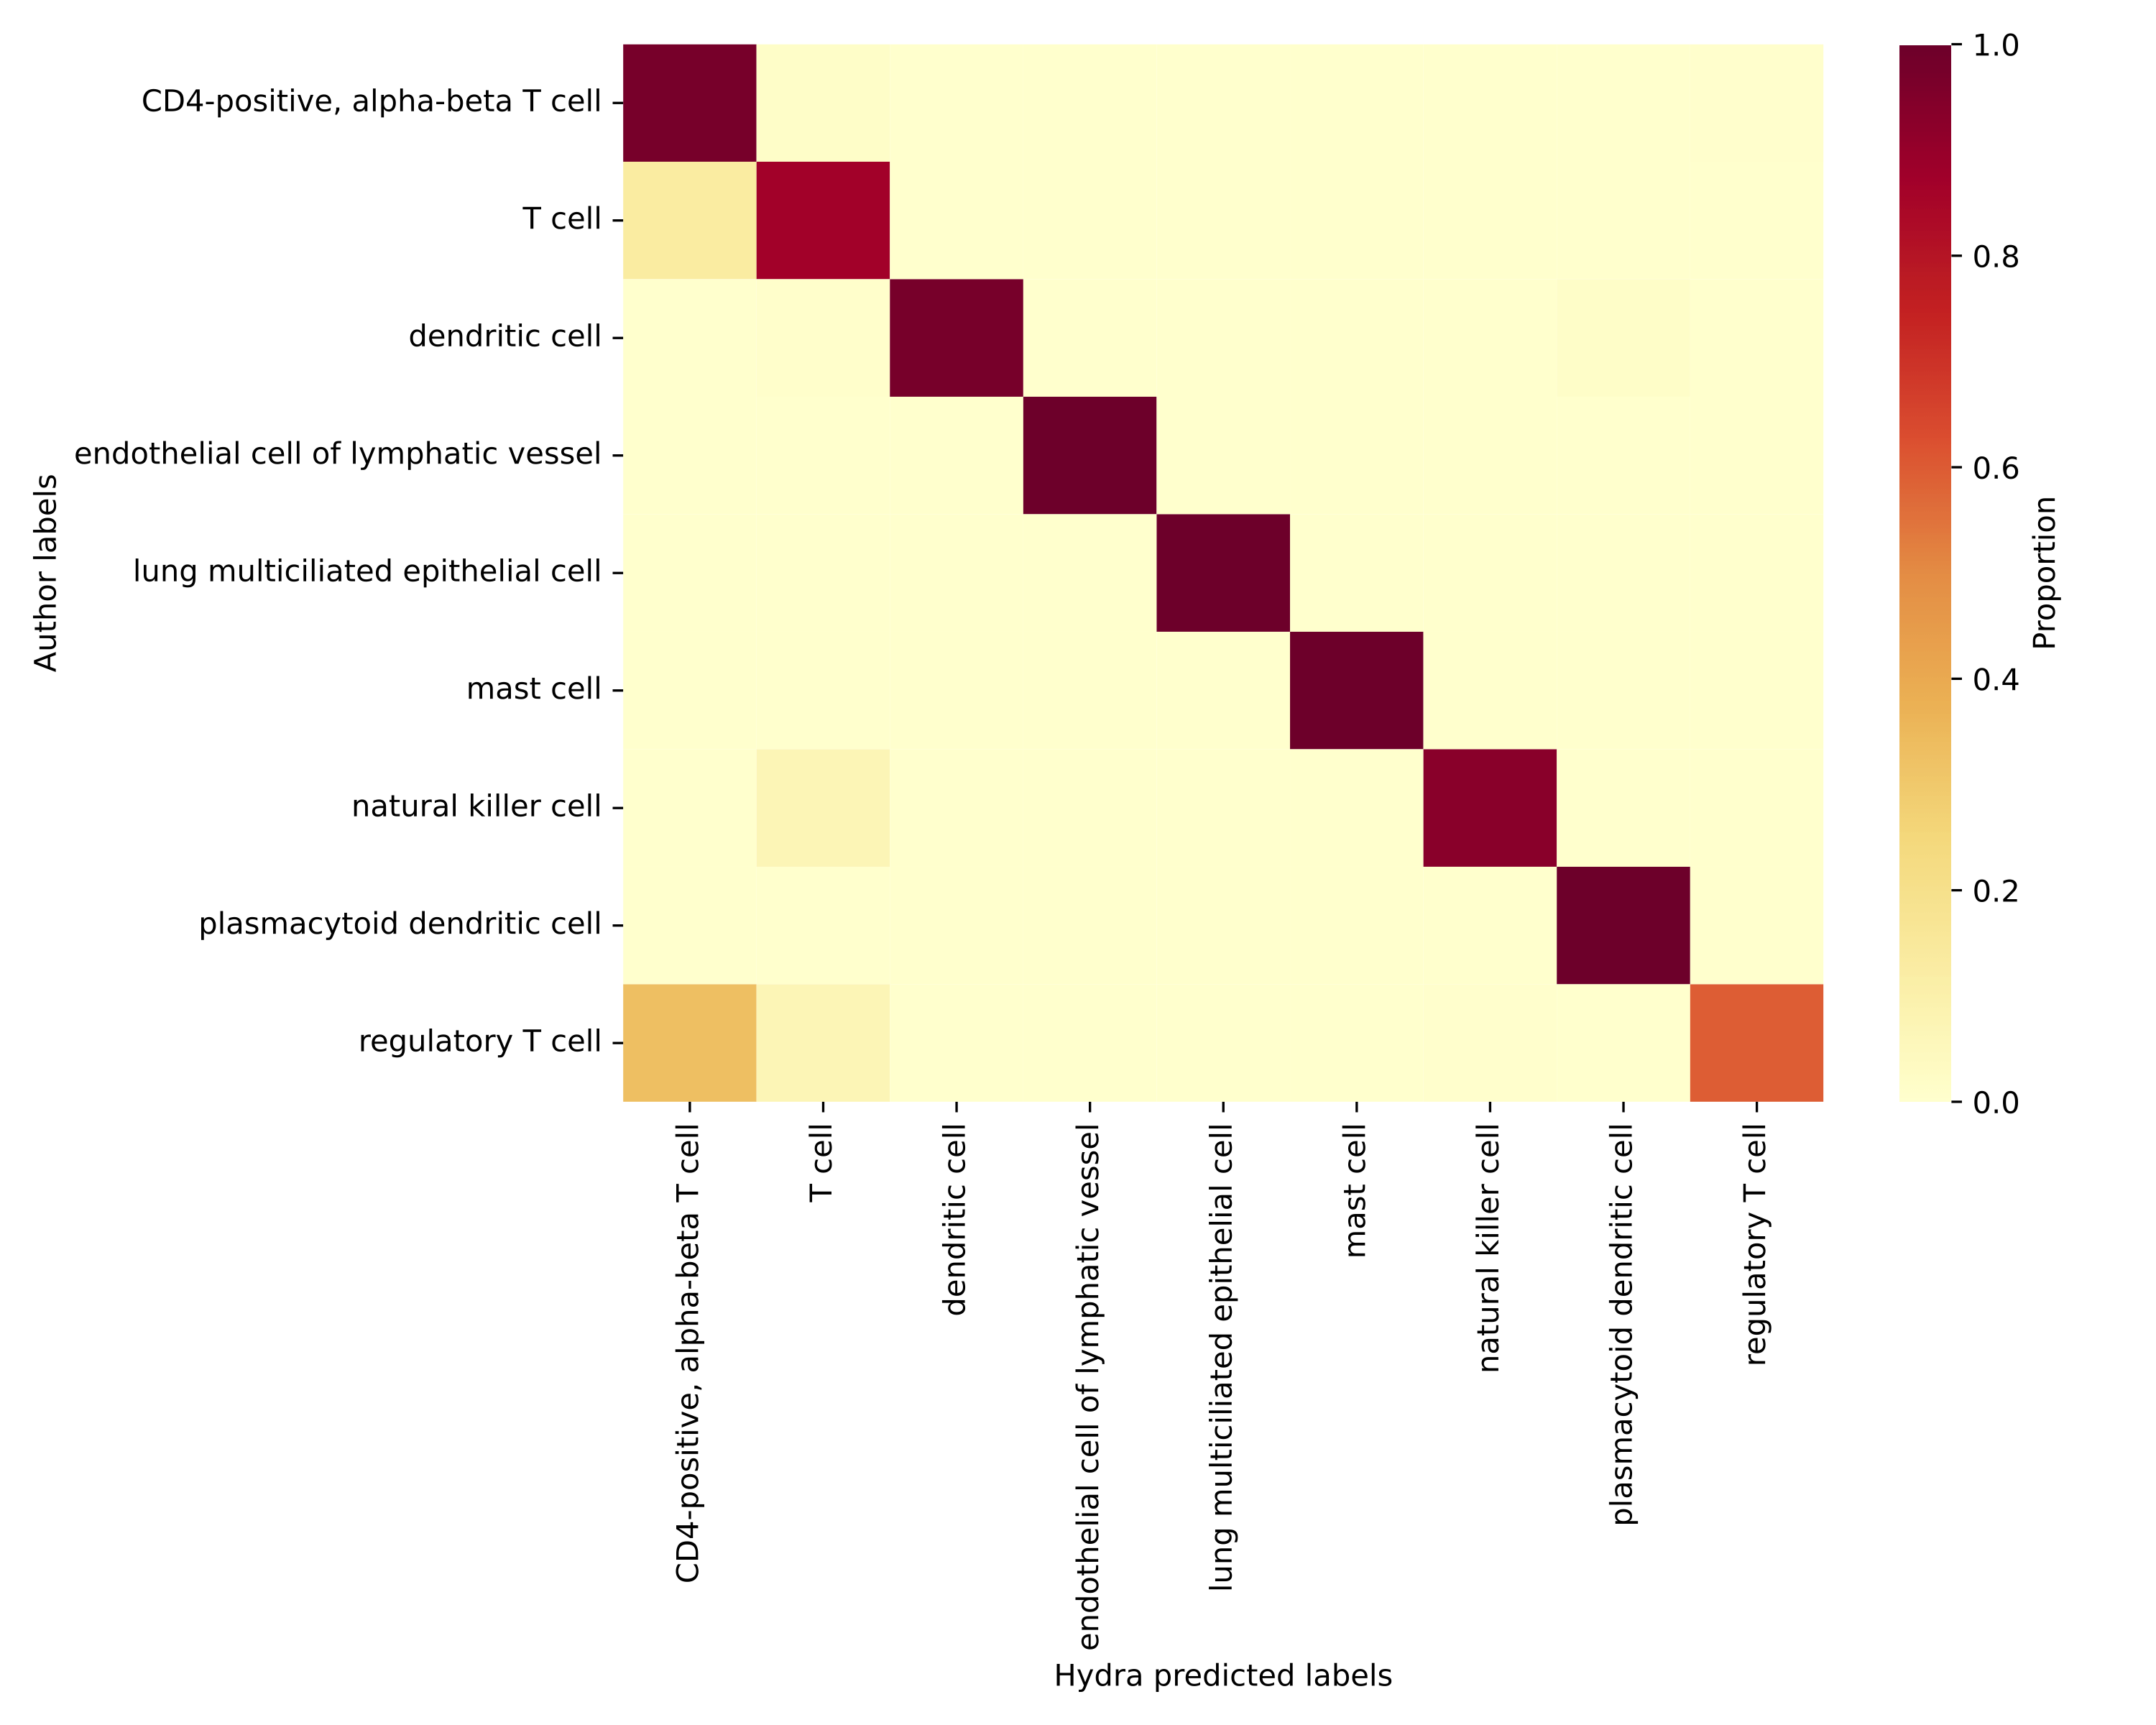 CD4-positive, alpha-beta T cell
T cell
dendritic cell
endothelial cell of lymphatic vessel
lung multiciliated epithelial cell
mast cell
natural killer cell
plasmacytoid dendritic cell
regulatory T cell
Author labels
CD4-positive, alpha-beta T cell
T cell
dendritic cell
endothelial cell of lymphatic vessel
lung multiciliated epithelial cell
mast cell
natural killer cell
plasmacytoid dendritic cell
regulatory T cell
Hydra predicted labels
1.0
0.8
0.6
0.4
0.2
0.0
Proportion